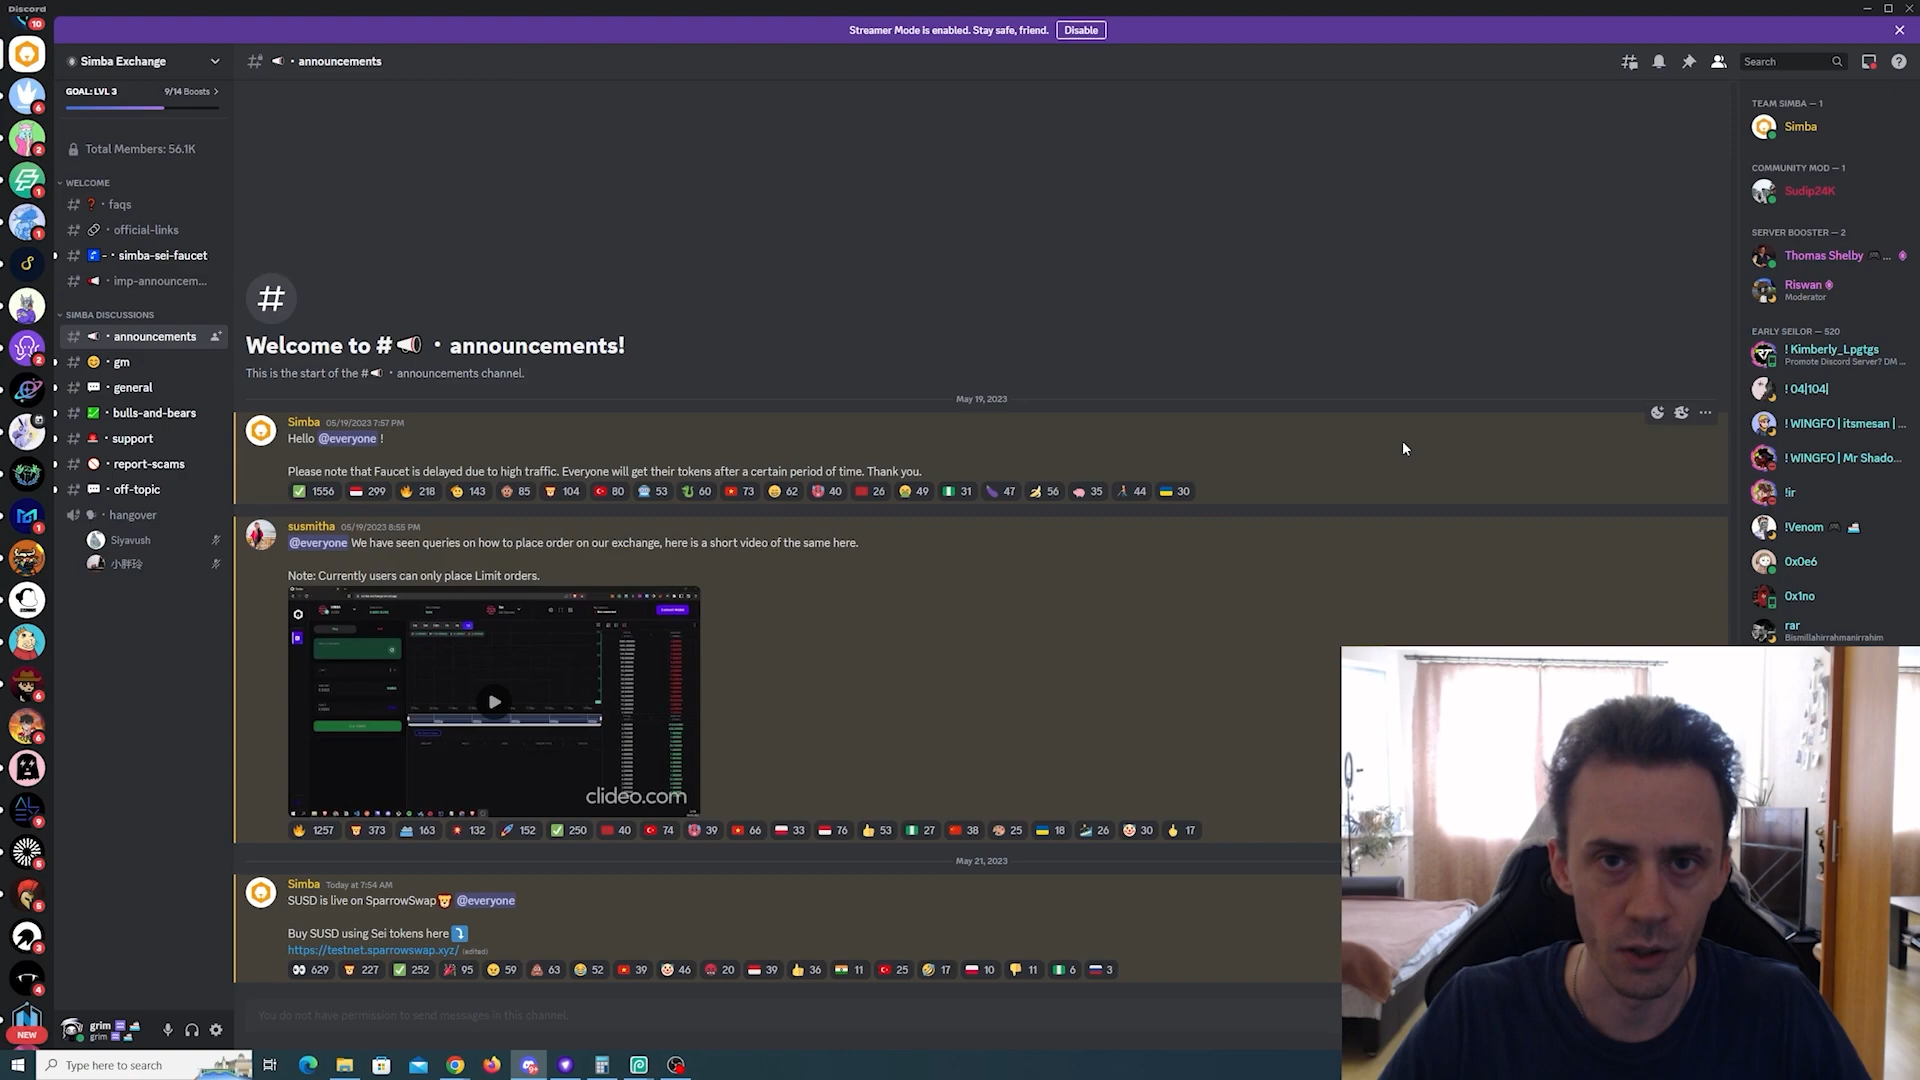 Discord
Streamer Mode is enabled. Stay safe, friend. Disable
Simba Exchange
GOAL: LVL 3 9/14 Boosts
Total Members: 56.1K
WELCOME
faqs
official-links
simba-sei-faucet
imp-announcem...
SIMBA DISCUSSIONS
announcements
gm
general
bulls-and-bears
support
report-scams
off-topic
hangover
Siyavush
小胖玲
grim
grim
announcements
Search
Welcome to # announcements!
This is the start of the # announcements channel.
May 19, 2023
Simba 05/19/2023 7:57 PM
Hello @everyone !
Please note that Faucet is delayed due to high traffic. Everyone will get their tokens after a certain period of time. Thank you.
1556 299 218 143 85 104 80 53 60 73 62 40 26 49 31 47 56 35 44 30
susmitha 05/19/2023 8:55 PM
@everyone We have seen queries on how to place order on our exchange, here is a short video of the same here.
Note: Currently users can only place Limit orders.
clideo.com
1257 373 163 132 152 250 40 74 39 66 33 76 53 27 38 25 18 26 30 17
May 21, 2023
Simba Today at 7:54 AM
SUSD is live on SparrowSwap @everyone
Buy SUSD using Sei tokens here
https://testnet.sparrowswap.xyz/ (edited)
629 227 252 95 59 63 52 39 46 20 39 36 11 25 17 10 11 6 3
You do not have permission to send messages in this channel.
TEAM SIMBA — 1
Simba
COMMUNITY MOD — 1
Sudip24K
SERVER BOOSTER — 2
Thomas Shelby ...
Riswan
Moderator
EARLY SEILOR — 520
! Kimberly_Lpgtgs
Promote Discord Server? DM ...
! 04|104|
! WINGFO | itsmesan | ...
! WINGFO | Mr Shado...
!ir
!Venom
0x0e6
0x1no
rar
Bismillahirrahmanirrahim
NEW
Type here to search